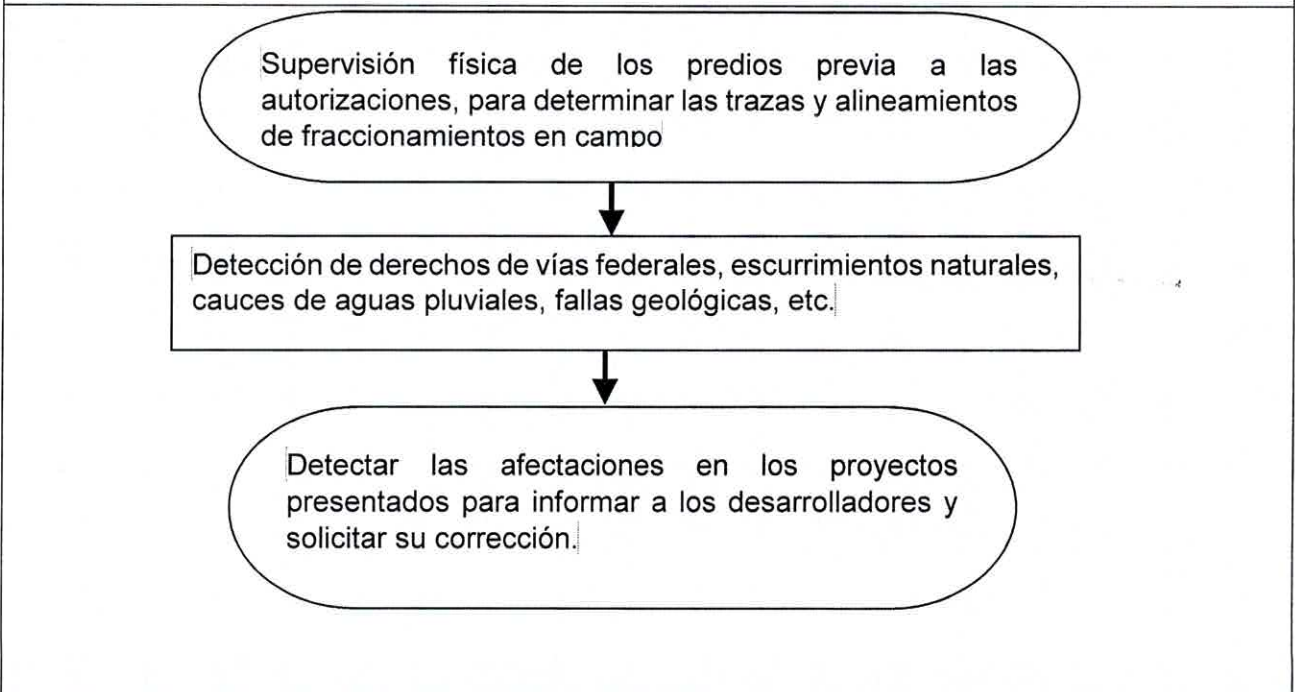 Supervisión física de los predios previa a las
autorizaciones, para determinar las trazas y alineamientos
de fraccionamientos en campo
Detección de derechos de vías federales, escurrimientos naturales,
cauces de aguas pluviales, fallas geológicas, etc.
Detectar las afectaciones en los proyectos
presentados para informar a los desarrolladores y
solicitar su corrección.